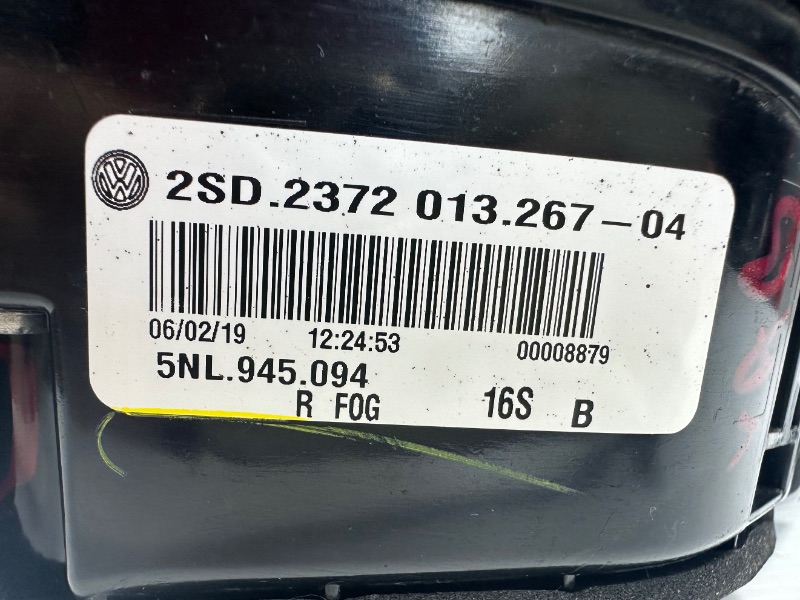 2SD.2372 013.267-04
06/02/19 12:24:53 00008879
5NL.945.094
R FOG 16S B